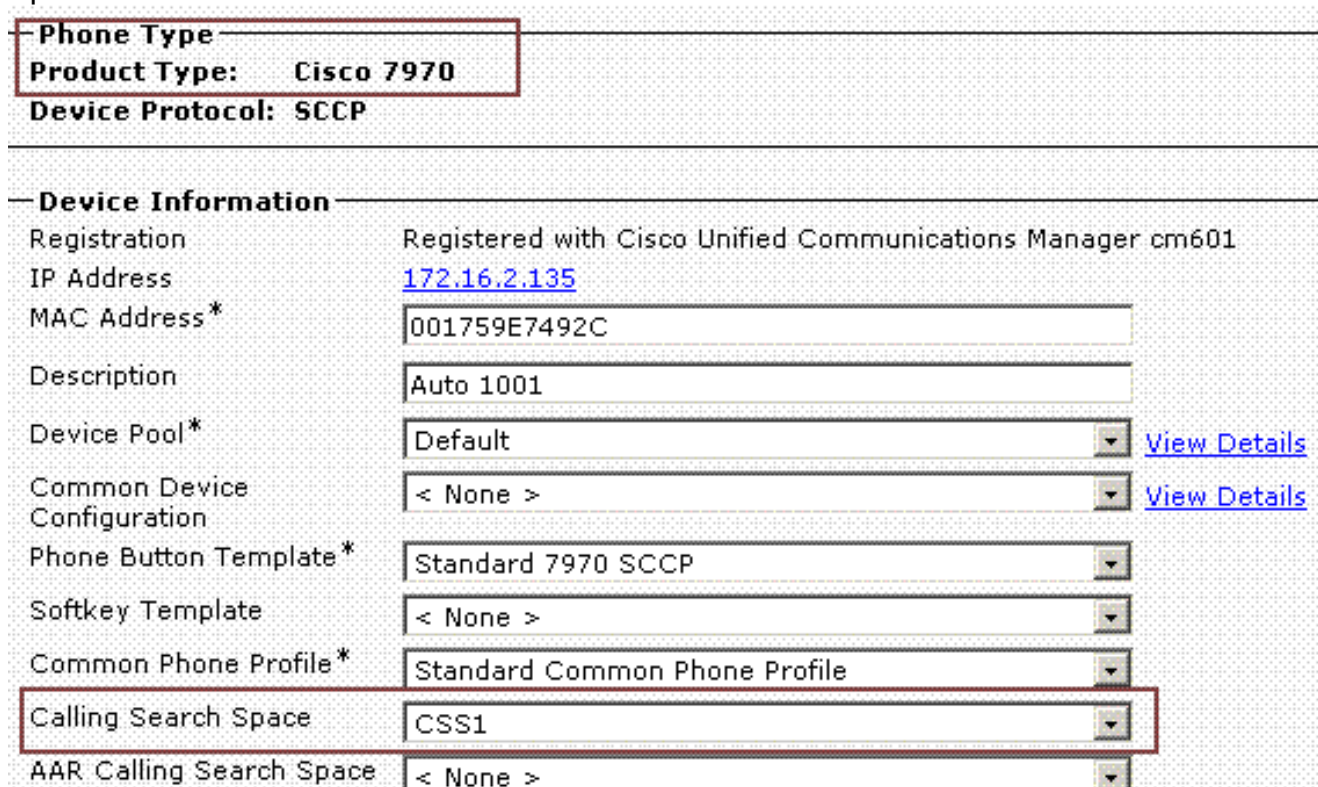 Phone Type
Product Type: Cisco 7970
Device Protocol: SCCP
Device Information
Registration Registered with Cisco Unified Communications Manager cm601
IP Address 172.16.2.135
MAC Address* 001759E7492C
Description Auto 1001
Device Pool* Default View Details
Common Device Configuration < None > View Details
Phone Button Template* Standard 7970 SCCP
Softkey Template < None >
Common Phone Profile* Standard Common Phone Profile
Calling Search Space CSS1
AAR Calling Search Space < None >